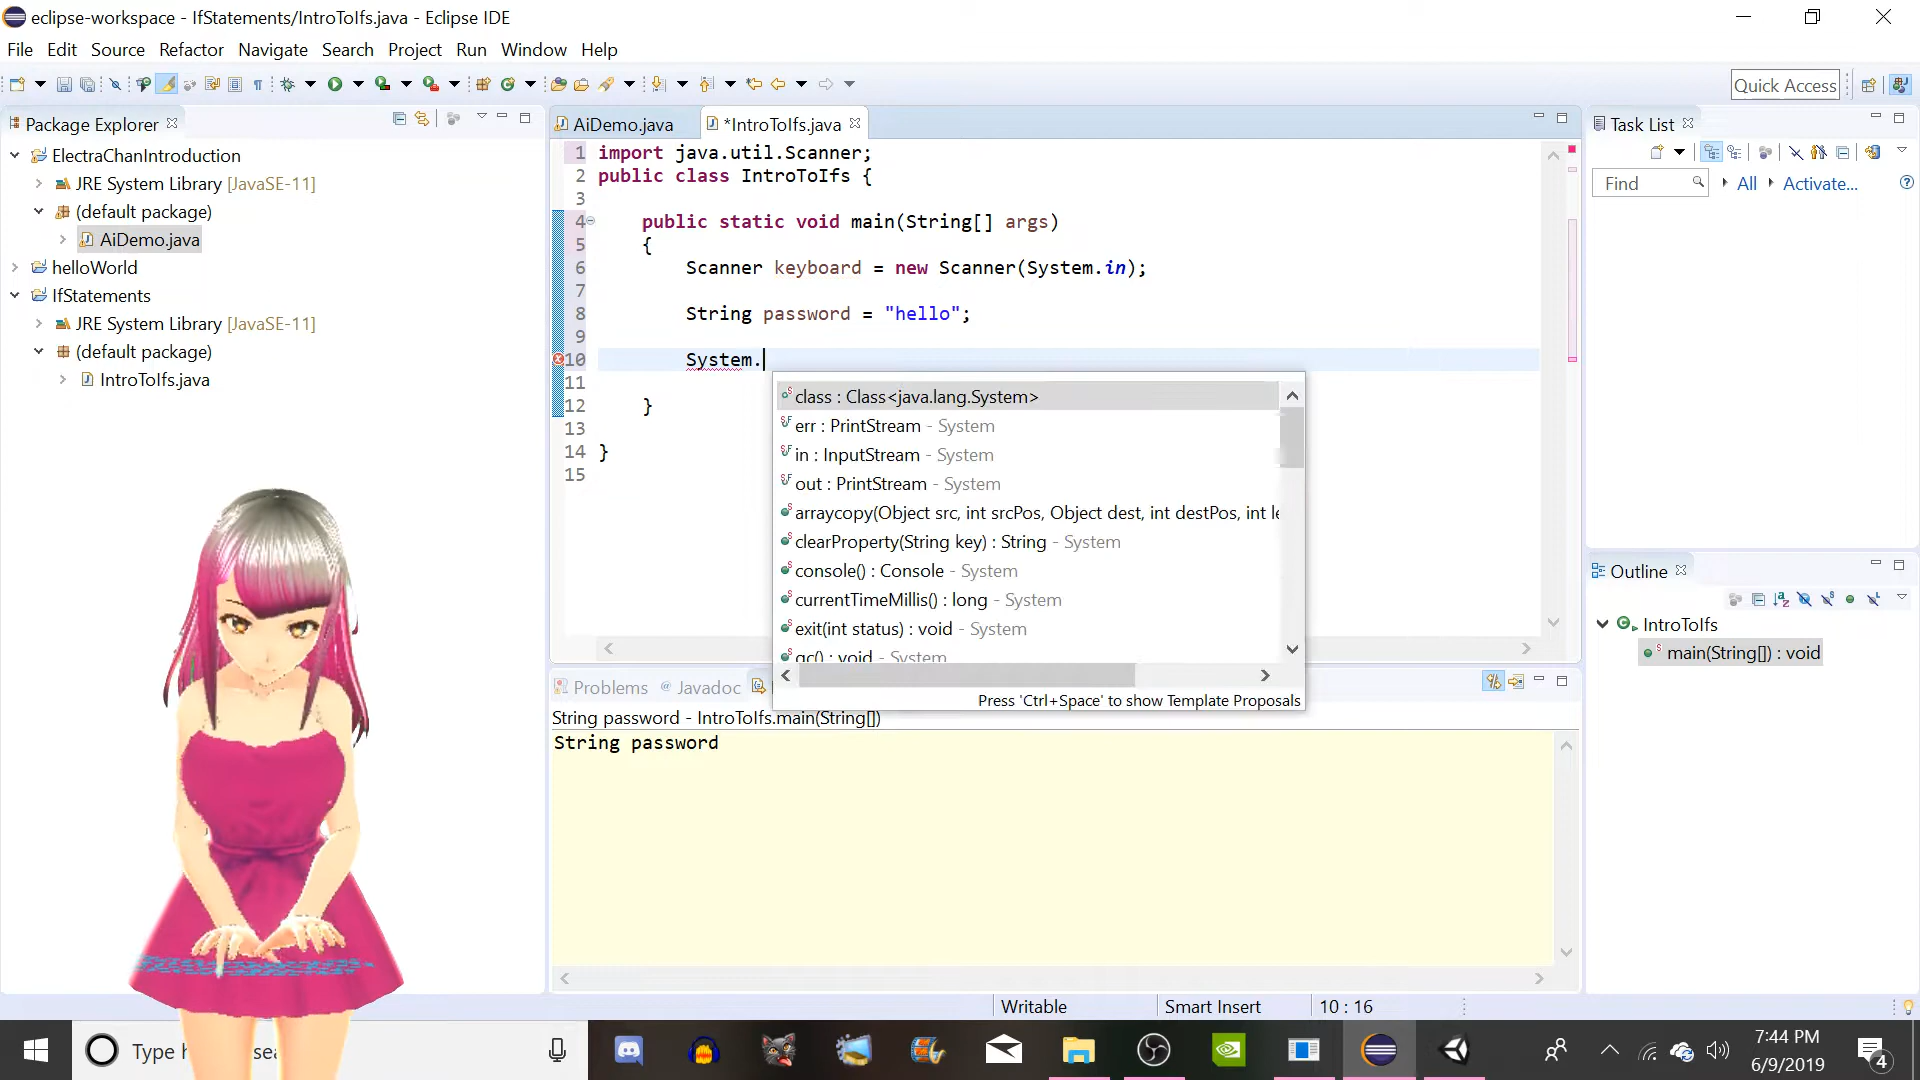 eclipse-workspace - IfStatements/IntroToIfs.java - Eclipse IDE
File Edit Source Refactor Navigate Search Project Run Window Help
Quick Access
Package Explorer
ElectraChanIntroduction
JRE System Library [JavaSE-11]
(default package)
AiDemo.java
helloWorld
IfStatements
JRE System Library [JavaSE-11]
(default package)
IntroToIfs.java
AiDemo.java *IntroToIfs.java
1 import java.util.Scanner;
2 public class IntroToIfs {
3
4 public static void main(String[] args)
5 {
6 Scanner keyboard = new Scanner(System.in);
7
8 String password = "hello";
9
10 System.
11
12 }
13
14 }
15
class : Class<java.lang.System>
err : PrintStream - System
in : InputStream - System
out : PrintStream - System
arraycopy(Object src, int srcPos, Object dest, int destPos, int le
clearProperty(String key) : String - System
console() : Console - System
currentTimeMillis() : long - System
exit(int status) : void - System
gc() : void - System
Press 'Ctrl+Space' to show Template Proposals
Problems @ Javadoc
String password - IntroToIfs.main(String[])
String password
Task List
Find All Activate...
Outline
IntroToIfs
main(String[]) : void
Writable Smart Insert 10 : 16
Type h
7:44 PM
6/9/2019
4